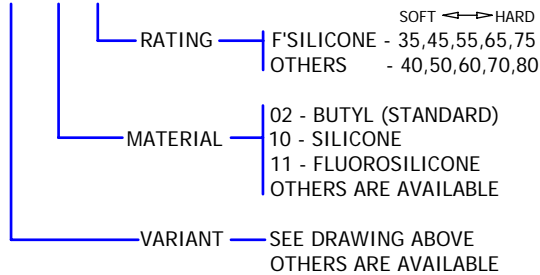 SOFT HARD
RATING F'SILICONE - 35,45,55,65,75
OTHERS - 40,50,60,70,80
02 - BUTYL (STANDARD)
MATERIAL 10 - SILICONE
11 - FLUOROSILICONE
OTHERS ARE AVAILABLE
VARIANT SEE DRAWING ABOVE
OTHERS ARE AVAILABLE